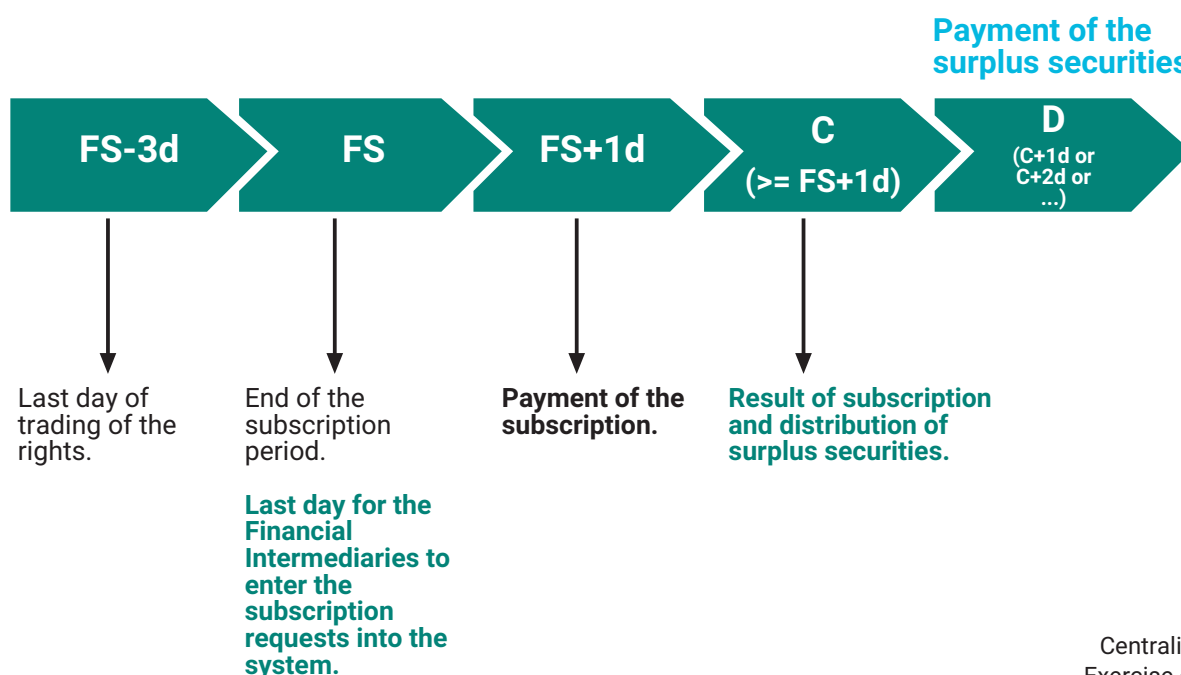 Payment of the
surplus securities
FS-3d
FS
FS+1d
C
(>= FS+1d)
D
(C+1d or
C+2d or
...)
Last day of
trading of the
rights.
End of the
subscription
period.
Last day for the
Financial
Intermediaries to
enter the
subscription
requests into the
system.
Payment of the
subscription.
Result of subscription
and distribution of
surplus securities.
Centrali
Exercise